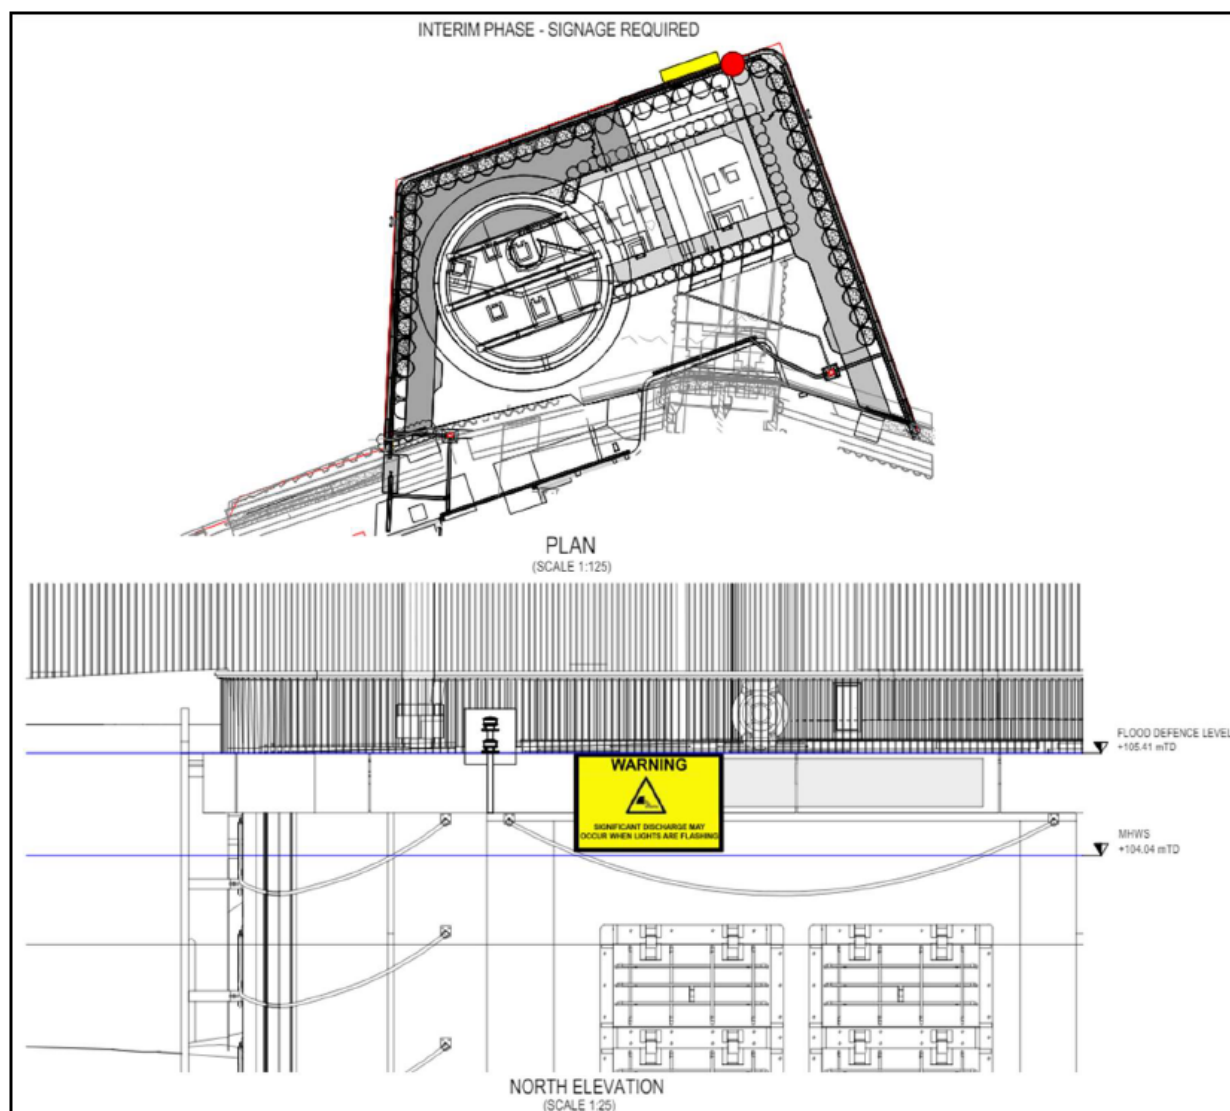 INTERIM PHASE - SIGNAGE REQUIRED
PLAN
(SCALE 1:125)
FLOOD DEFENCE LEVEL
+105.41 mTD
WARNING
SIGNIFICANT DISCHARGE MAY
OCCUR WHEN LIGHTS ARE FLASHING
MHWS
+104.04 mTD
NORTH ELEVATION
(SCALE 1:25)